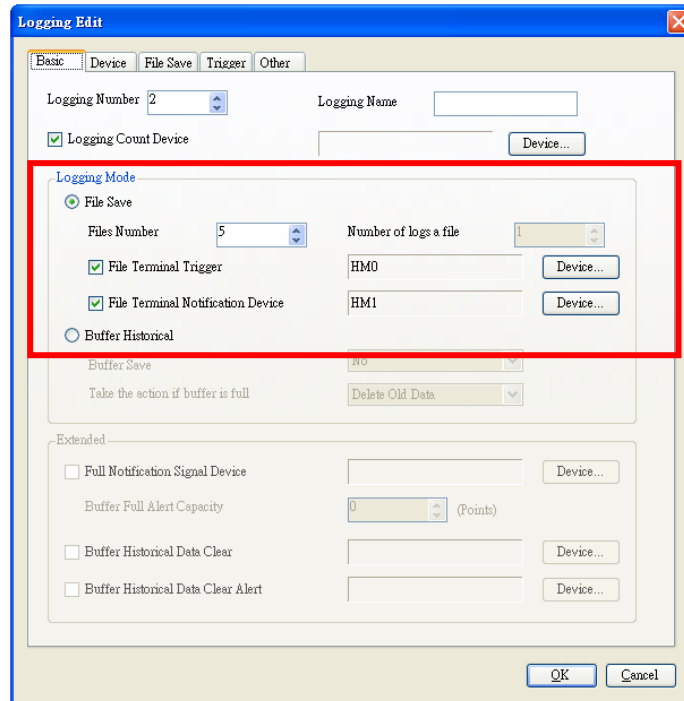 Logging Edit
Basic Device File Save Trigger Other
Logging Number 2 Logging Name
Logging Count Device Device...
Logging Mode
File Save
Files Number 5 Number of logs a file 1
File Terminal Trigger HM0 Device...
File Terminal Notification Device HM1 Device...
Buffer Historical
Buffer Save No
Take the action if buffer is full Delete Old Data
Extended
Full Notification Signal Device Device...
Buffer Full Alert Capacity 0 (Points)
Buffer Historical Data Clear Device...
Buffer Historical Data Clear Alert Device...
OK Cancel